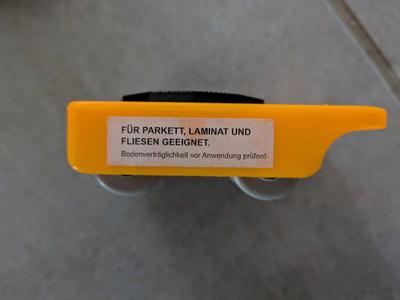 FÜR PARKETT, LAMINAT UND
FLIESEN GEEIGNET.
Bodenverträglichkeit vor Anwendung prüfen!